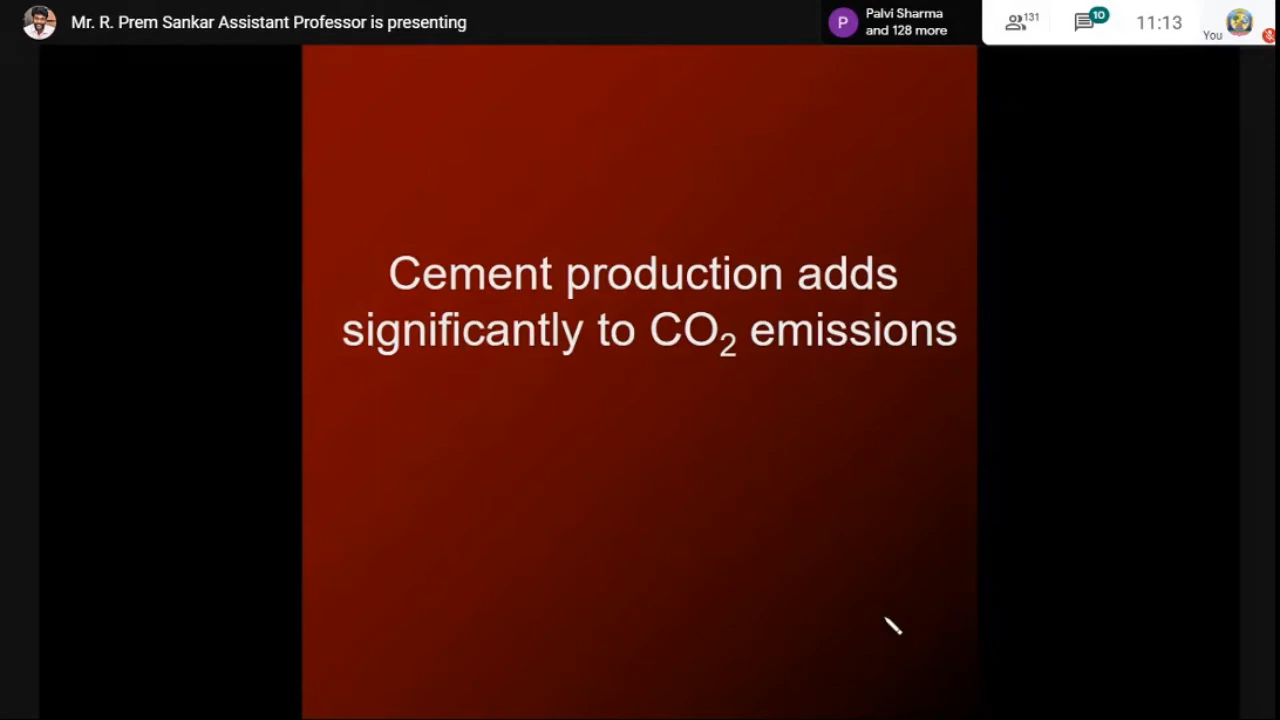 Mr. R. Prem Sankar Assistant Professor is presenting
P
Palvi Sharma
and 128 more
131
10
11:13
You
Cement production adds
significantly to CO₂ emissions